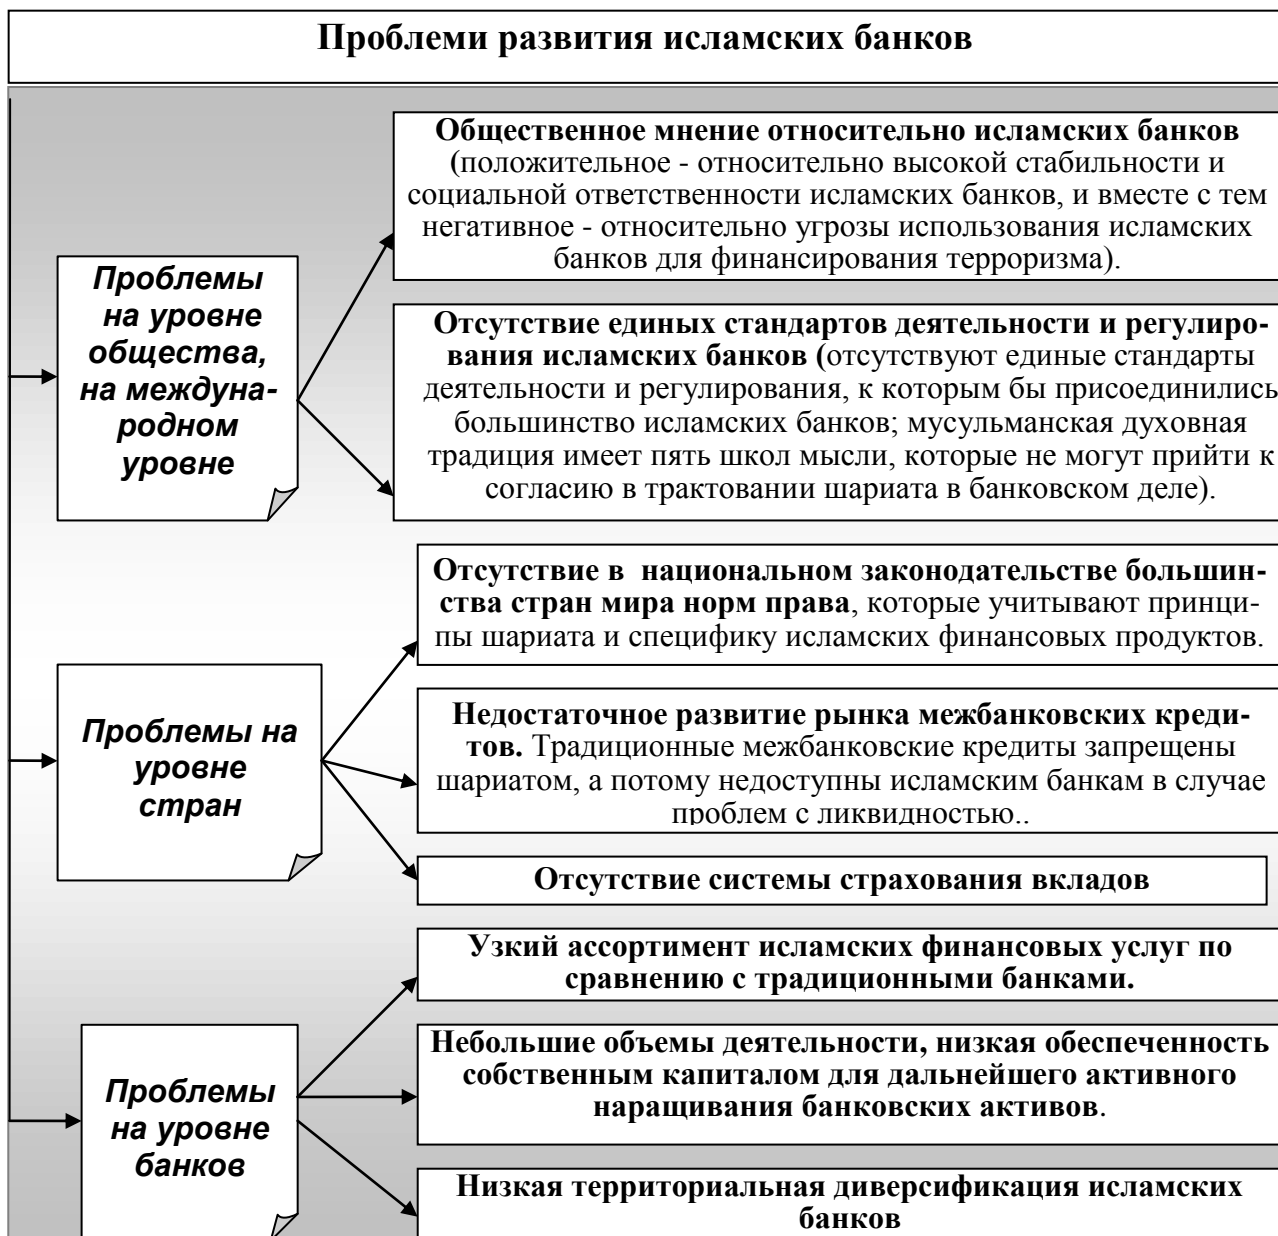 Проблеми развития исламских банков
Проблемы
на уровне
общества,
на междуна-
родном
уровне
Общественное мнение относительно исламских банков
(положительное - относительно высокой стабильности и
социальной ответственности исламских банков, и вместе с тем
негативное - относительно угрозы использования исламских
банков для финансирования терроризма).
Отсутствие единых стандартов деятельности и регулиро-
вания исламских банков (отсутствуют единые стандарты
деятельности и регулирования, к которым бы присоединились
большинство исламских банков; мусульманская духовная
традиция имеет пять школ мысли, которые не могут прийти к
согласию в трактовании шариата в банковском деле).
Проблемы на
уровне
стран
Отсутствие в национальном законодательстве большин-
ства стран мира норм права, которые учитывают принци-
пы шариата и специфику исламских финансовых продуктов.
Недостаточное развитие рынка межбанковских креди-
тов. Традиционные межбанковские кредиты запрещены
шариатом, а потому недоступны исламским банкам в случае
проблем с ликвидностью..
Отсутствие системы страхования вкладов
Проблемы
на уровне
банков
Узкий ассортимент исламских финансовых услуг по
сравнению с традиционными банками.
Небольшие объемы деятельности, низкая обеспеченность
собственным капиталом для дальнейшего активного
наращивания банковских активов.
Низкая территориальная диверсификация исламских
банков